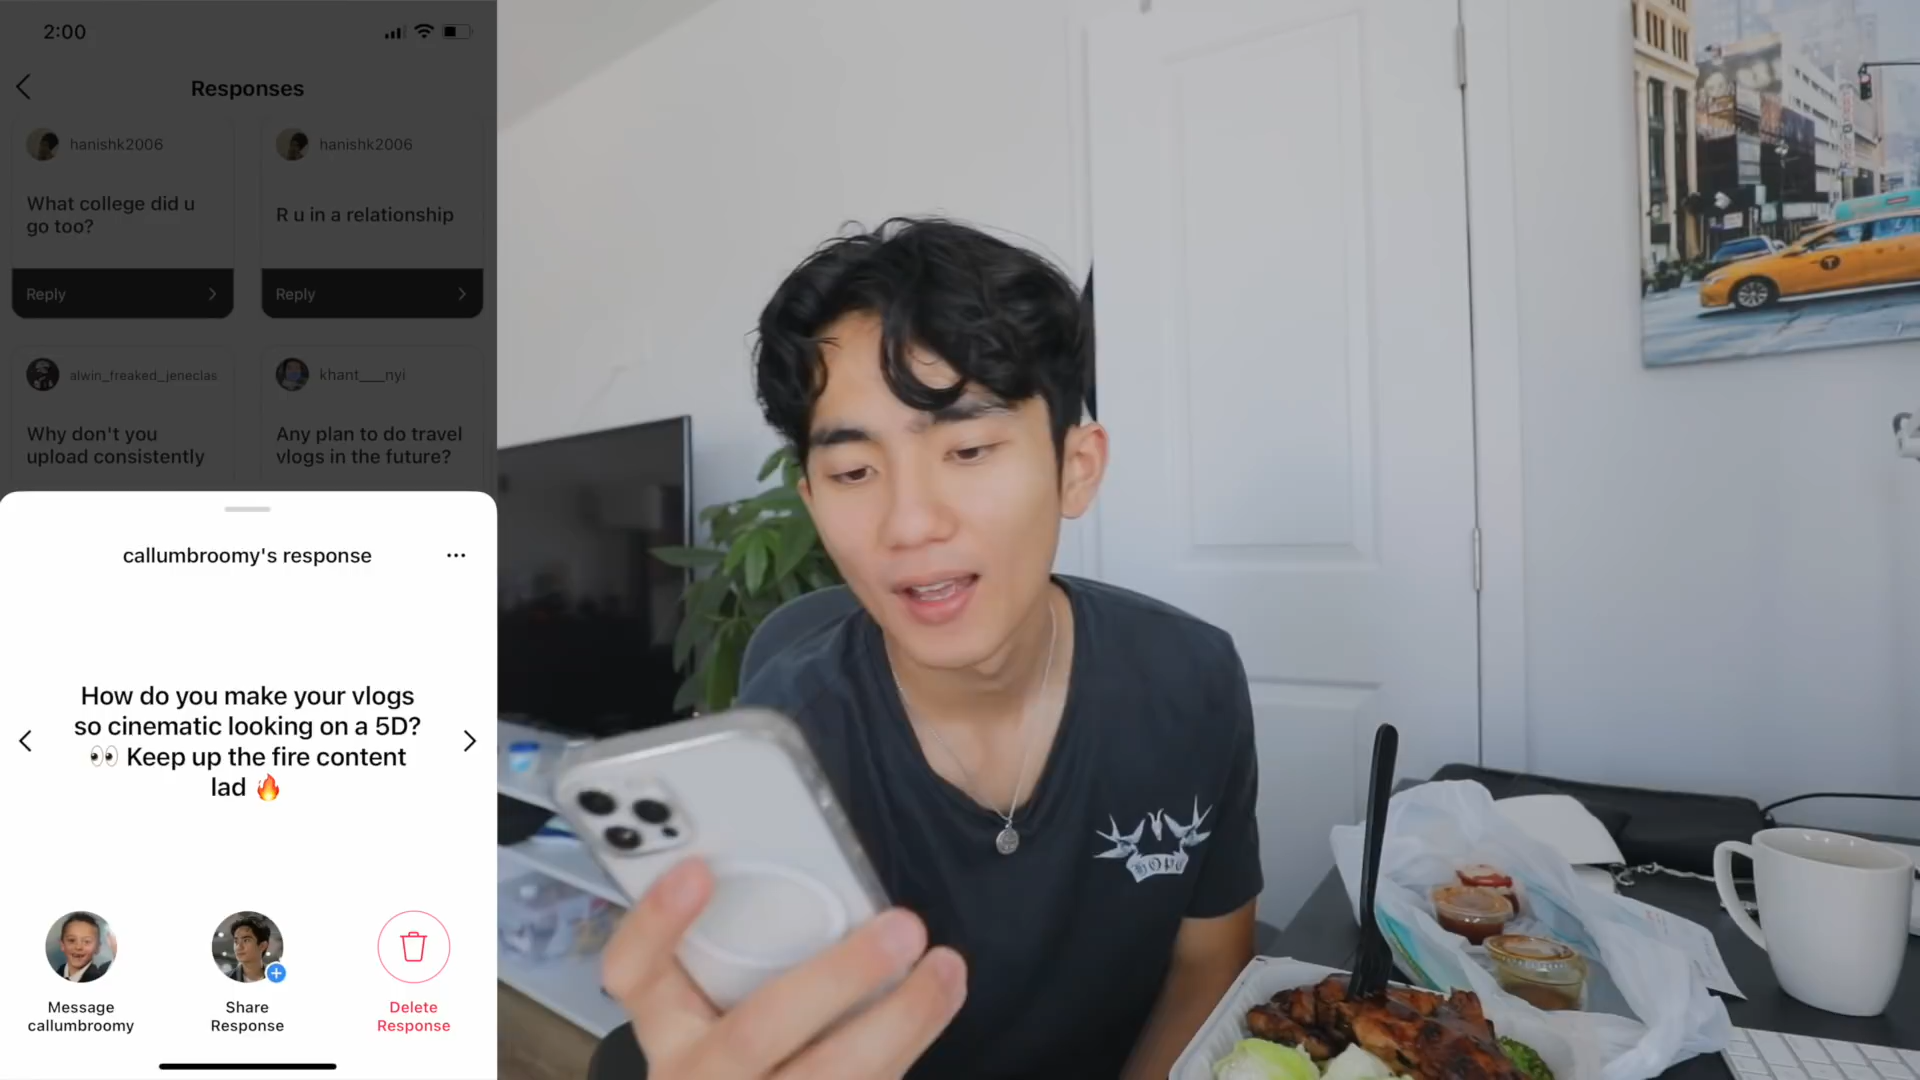 2:00
Responses
hanishk2006
hanishk2006
What college did u
go too?
R u in a relationship
Reply
Reply
alwin_freaked_jeneclas
khant___nyi
Why don't you
upload consistently
Any plan to do travel
vlogs in the future?
callumbroomy's response
How do you make your vlogs
so cinematic looking on a 5D?
👀 Keep up the fire content
lad 🔥
Message
callumbroomy
Share
Response
Delete
Response
HOPE
T